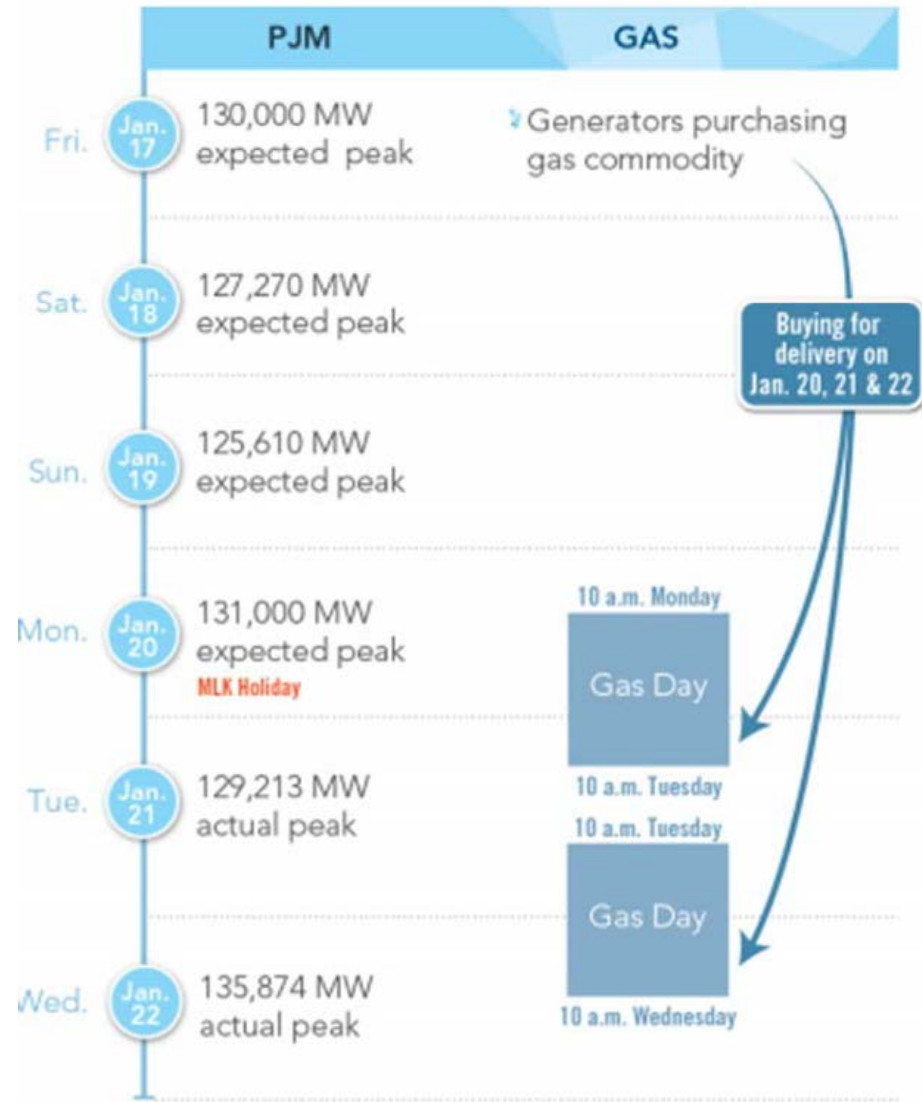 PJM
GAS
Fri.
Jan.
17
130,000 MW
expected peak
Generators purchasing
gas commodity
Sat.
Jan.
18
127,270 MW
expected peak
Buying for
delivery on
Jan. 20, 21 & 22
Sun.
Jan.
19
125,610 MW
expected peak
Mon.
Jan.
20
131,000 MW
expected peak
MLK Holiday
10 a.m. Monday
Gas Day
10 a.m. Tuesday
Tue.
Jan.
21
129,213 MW
actual peak
10 a.m. Tuesday
Gas Day
10 a.m. Wednesday
Wed.
Jan.
22
135,874 MW
actual peak